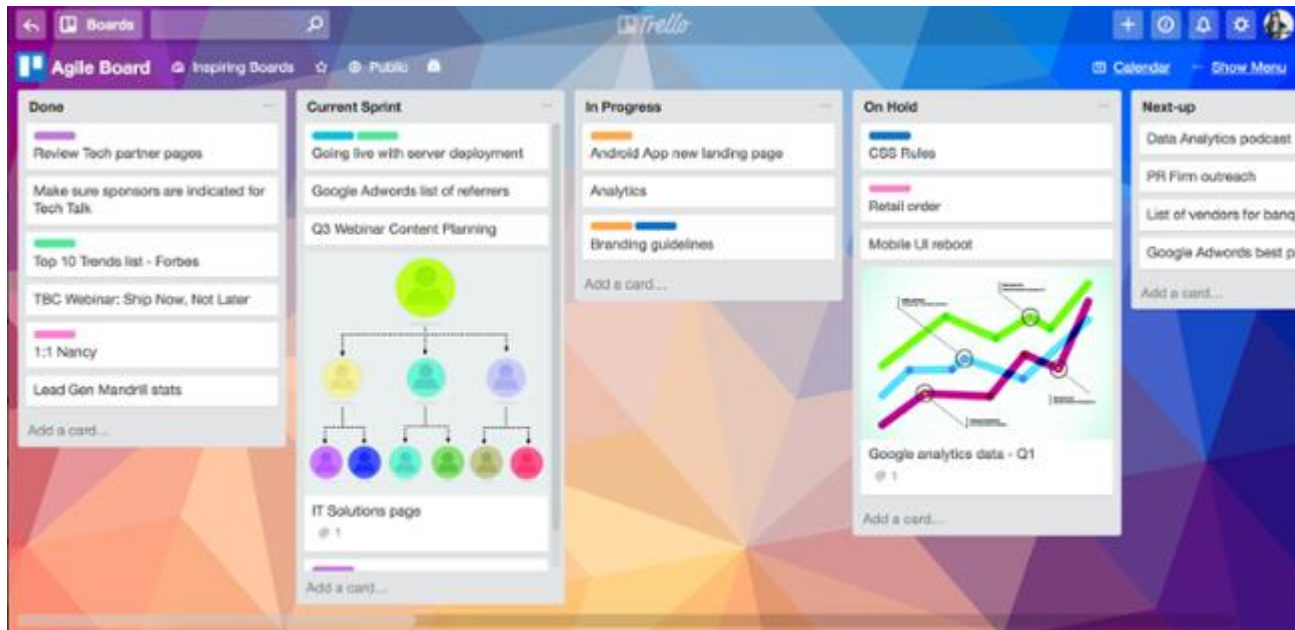 Boards
Trello
Agile Board
Inspiring Boards
Public
Calendar
Show Menu
Done
Review Tech partner pages
Make sure sponsors are indicated for
Tech Talk
Top 10 Trends list - Forbes
TBC Webinar: Ship Now, Not Later
1:1 Nancy
Lead Gen Mandrill stats
Add a card...
Current Sprint
Going live with server deployment
Google Adwords list of referrers
Q3 Webinar Content Planning
IT Solutions page
1
Add a card...
In Progress
Android App new landing page
Analytics
Branding guidelines
Add a card...
On Hold
CSS Rules
Retail order
Mobile UI reboot
Google analytics data - Q1
1
Add a card...
Next-up
Data Analytics podcast
PR Firm outreach
List of vendors for banq
Google Adwords best p
Add a card...